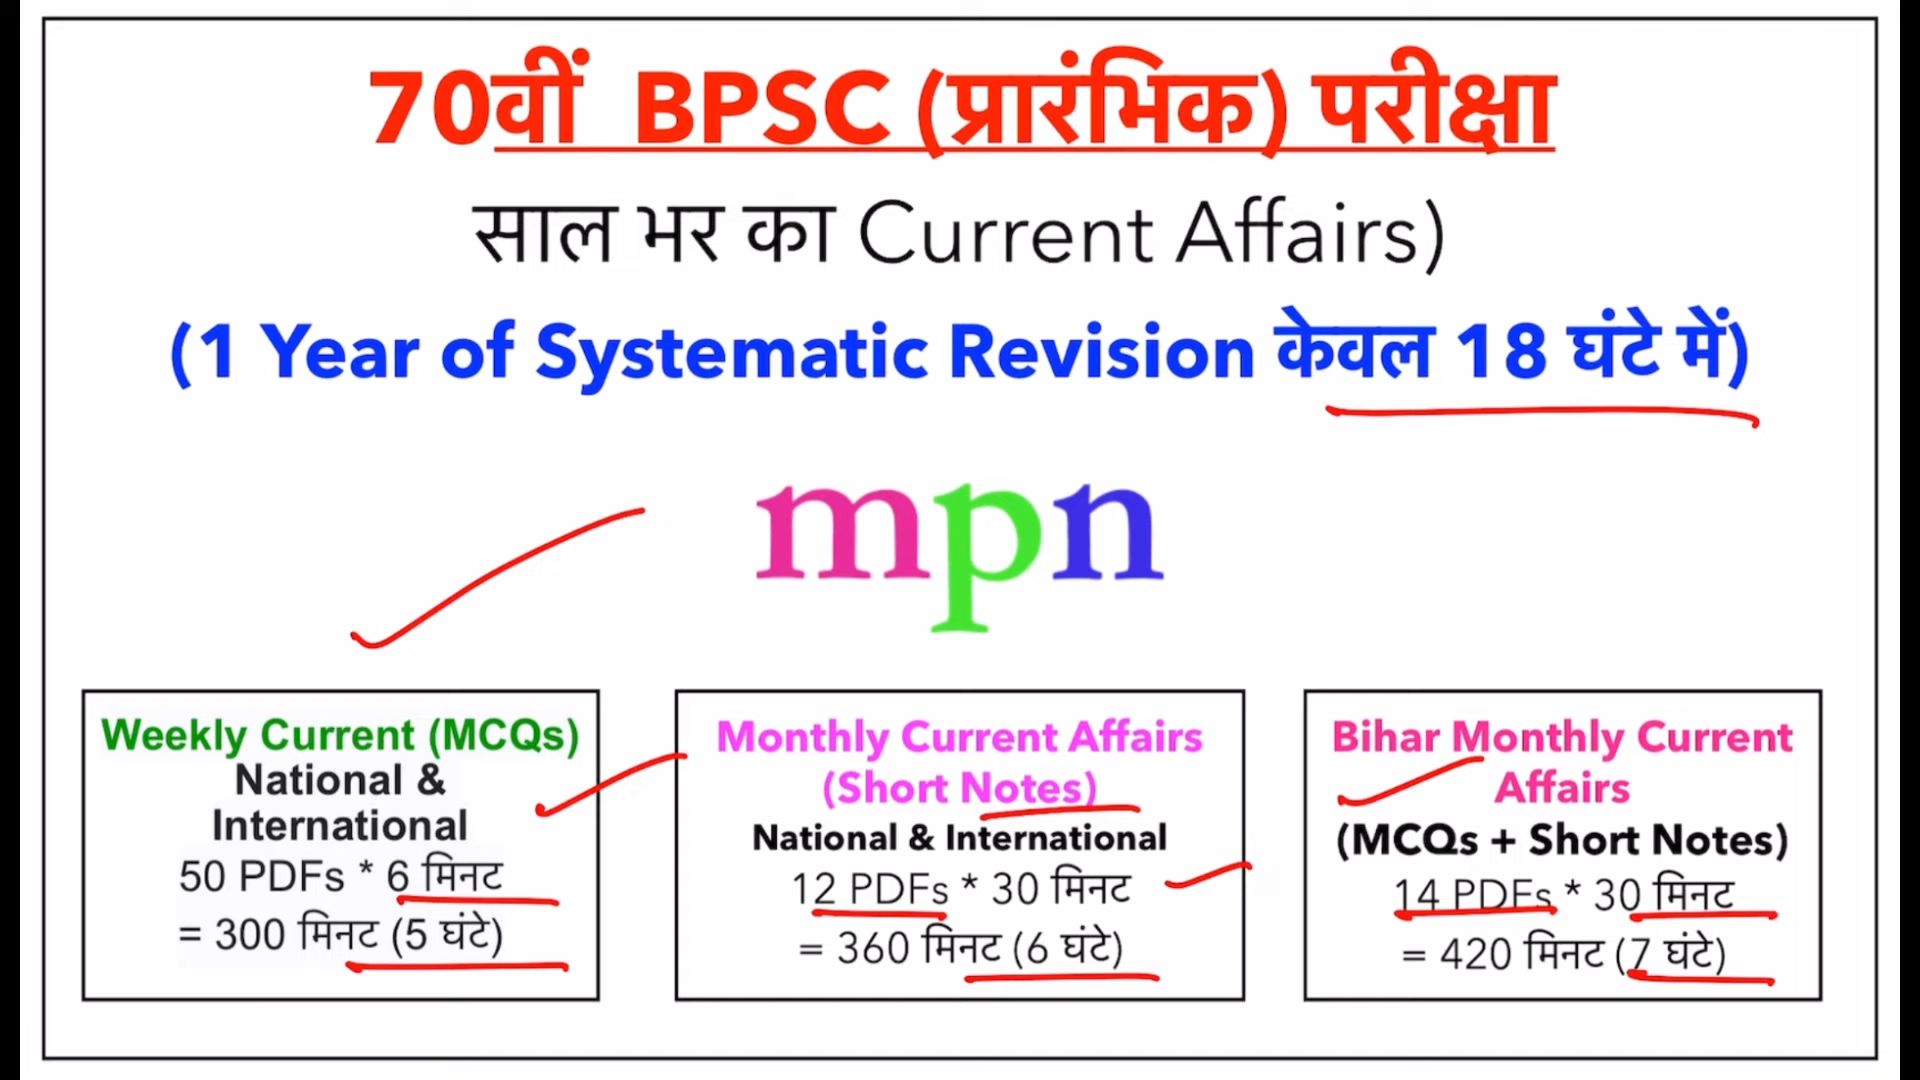 70वीं BPSC (प्रारंभिक) परीक्षा
साल भर का Current Affairs)
(1 Year of Systematic Revision केवल 18 घंटे में)
mpn
Weekly Current (MCQs)
National &
International
50 PDFs * 6 मिनट
= 300 मिनट (5 घंटे)
Monthly Current Affairs
(Short Notes)
National & International
12 PDFs * 30 मिनट
= 360 मिनट (6 घंटे)
Bihar Monthly Current
Affairs
(MCQs + Short Notes)
14 PDFs * 30 मिनट
= 420 मिनट (7 घंटे)